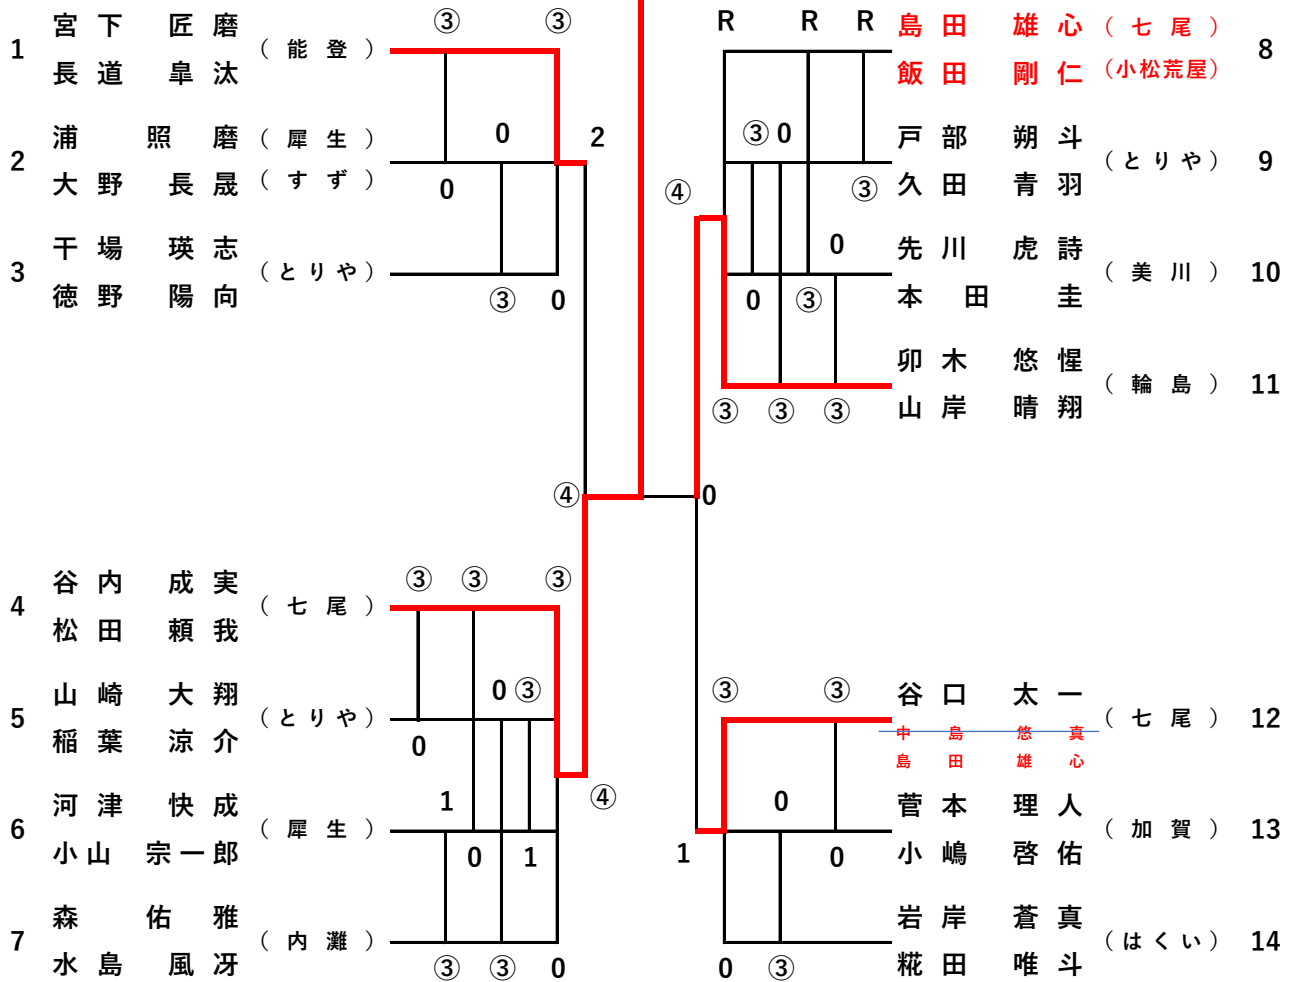 ③ ③ R R R
1 宮下 匠磨 (能登) 島田 雄心 (七尾) 8
長道 皐汰 飯田 剛仁 (小松荒屋)
0 2 ③ 0
2 浦 照磨 (犀生) 戸部 朔斗 (とりや) 9
大野 長晟 (すず) 久田 青羽
0 ④ ③
0
3 干場 瑛志 (とりや) 先川 虎詩 (美川) 10
徳野 陽向 本田 圭
③ 0 0 ③
卯木 悠惺 (輪島) 11
山岸 晴翔
③ ③ ③
④ 0
③ ③ ③
4 谷内 成実 (七尾)
松田 頼我
0 ③ ③ ③
5 山崎 大翔 (とりや) 谷口 太一 (七尾) 12
稲葉 涼介 中島 悠真
島田 雄心
0
④
1 0
6 河津 快成 (犀生) 菅本 理人 (加賀) 13
小山 宗一郎 小嶋 啓佑
0 1 1 0
7 森 佑雅 (内灘) 岩岸 蒼真 (はくい) 14
水島 風冴 糀田 唯斗
③ ③ 0 0 ③